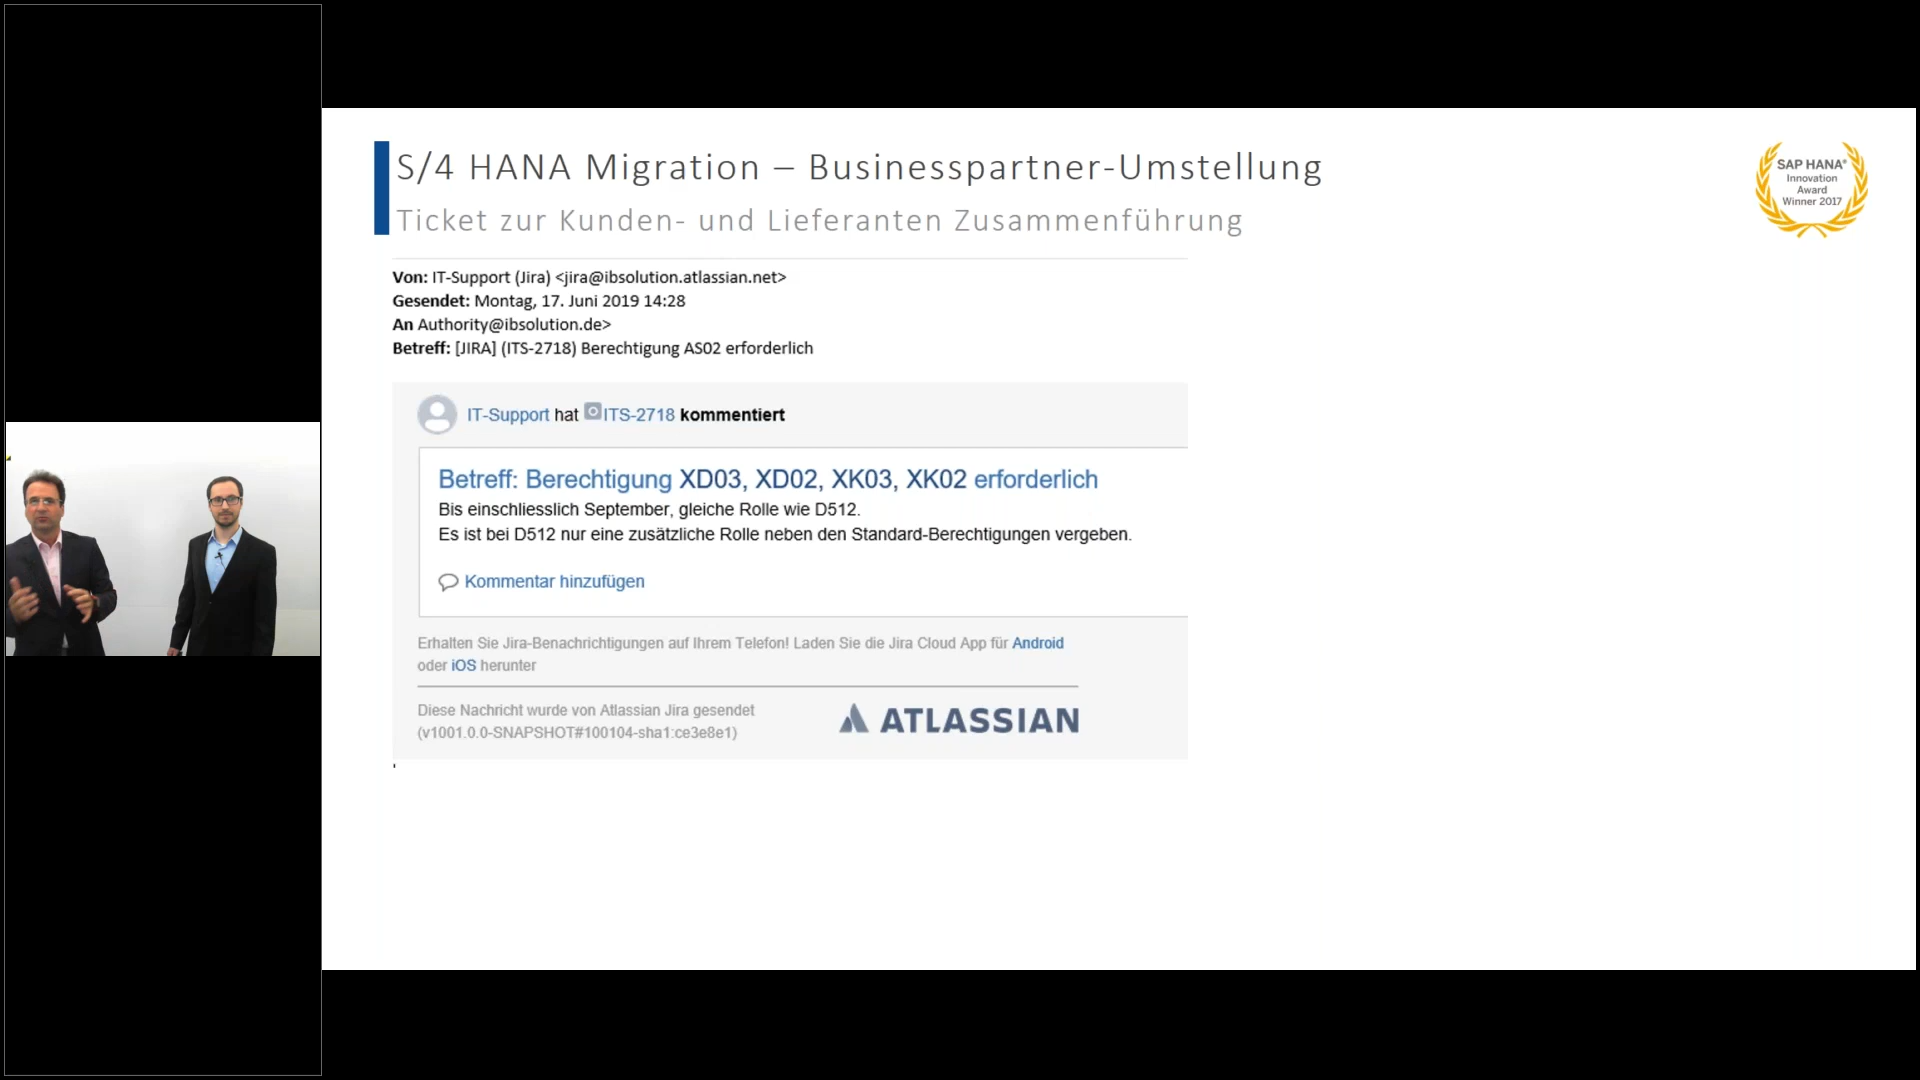 S/4 HANA Migration – Businesspartner-Umstellung
Ticket zur Kunden- und Lieferanten Zusammenführung
SAP HANA®
Innovation
Award
Winner 2017
Von: IT-Support (Jira) <jira@ibsolution.atlassian.net>
Gesendet: Montag, 17. Juni 2019 14:28
An Authority@ibsolution.de>
Betreff: [JIRA] (ITS-2718) Berechtigung AS02 erforderlich
IT-Support hat ITS-2718 kommentiert
Betreff: Berechtigung XD03, XD02, XK03, XK02 erforderlich
Bis einschliesslich September, gleiche Rolle wie D512.
Es ist bei D512 nur eine zusätzliche Rolle neben den Standard-Berechtigungen vergeben.
Kommentar hinzufügen
Erhalten Sie Jira-Benachrichtigungen auf Ihrem Telefon! Laden Sie die Jira Cloud App für Android
oder iOS herunter
Diese Nachricht wurde von Atlassian Jira gesendet
(v1001.0.0-SNAPSHOT#100104-sha1:ce3e8e1)
ATLASSIAN